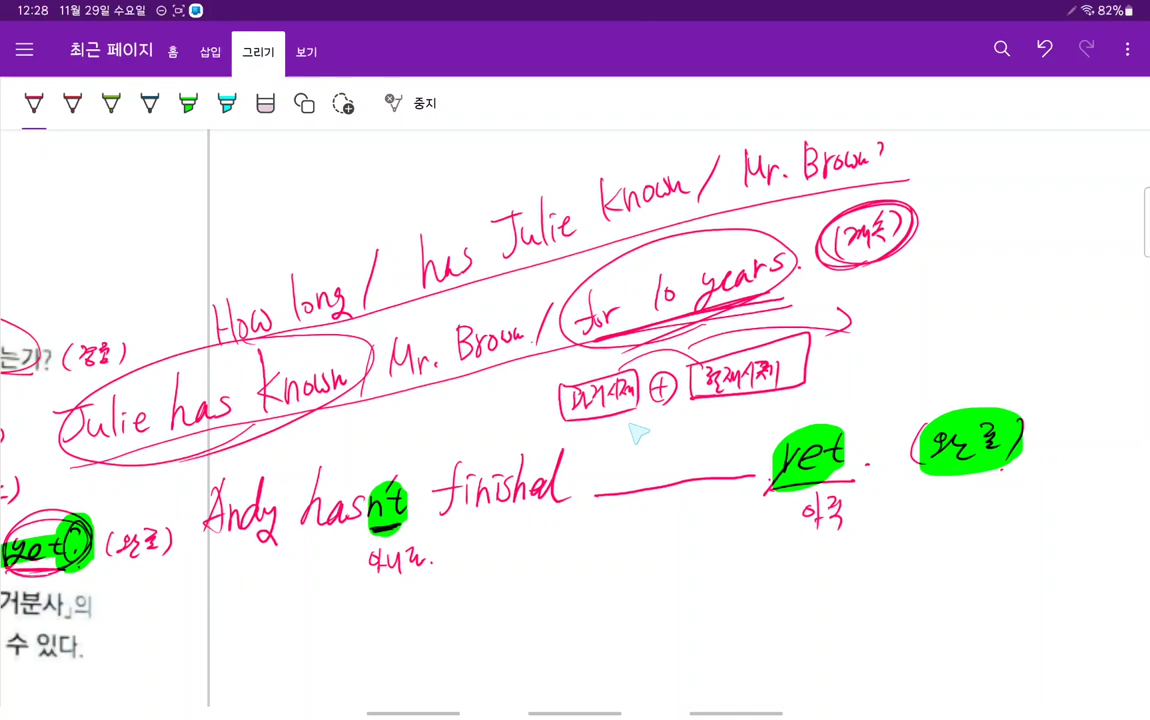 12:28 11월 29일 수요일 82%
최근 페이지 홈 삽입 그리기 보기
중지
How long / has Julie known / Mr. Brown?
(계속)
Julie has known / Mr. Brown / for 10 years.
는가? (경험)
과거시제 + 현재시제
Andy hasn't finished yet. (완료)
아니고. 아직
yet? (완료)
거분사」의
수 있다.